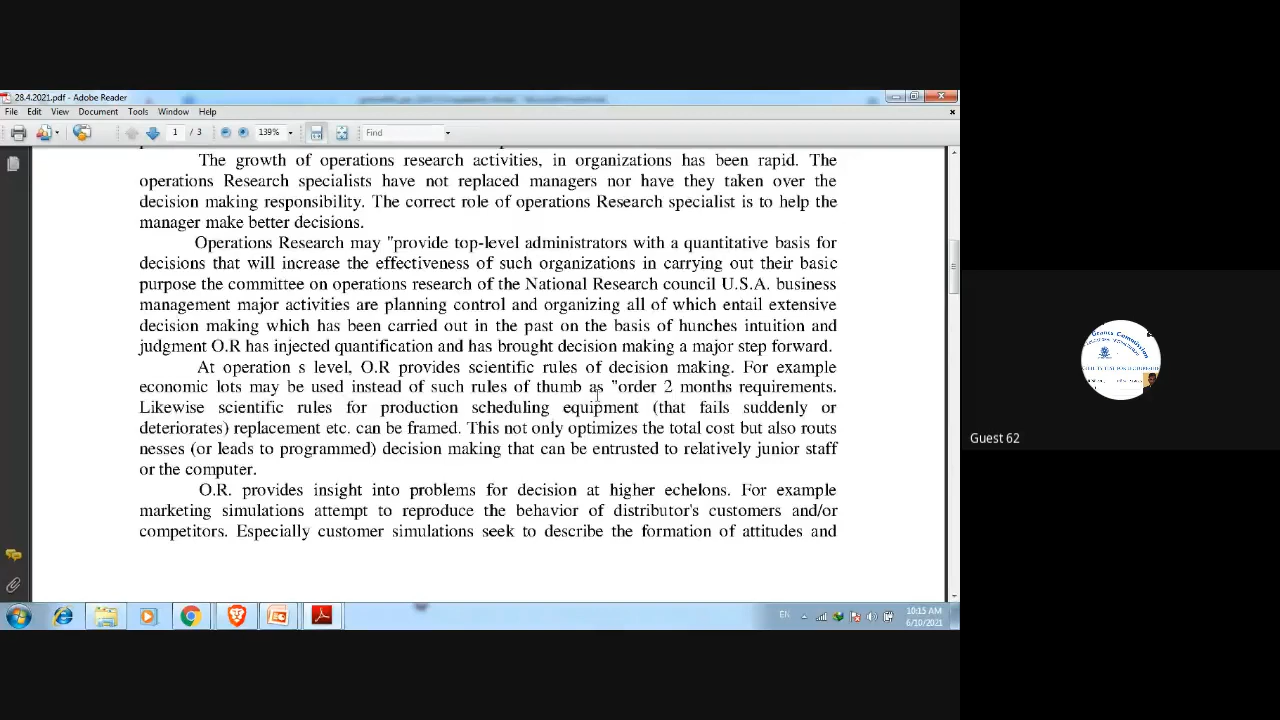 28.4.2021.pdf - Adobe Reader
File Edit View Document Tools Window Help
1 / 3 139% Find
The growth of operations research activities, in organizations has been rapid. The
operations Research specialists have not replaced managers nor have they taken over the
decision making responsibility. The correct role of operations Research specialist is to help the
manager make better decisions.
Operations Research may "provide top-level administrators with a quantitative basis for
decisions that will increase the effectiveness of such organizations in carrying out their basic
purpose the committee on operations research of the National Research council U.S.A. business
management major activities are planning control and organizing all of which entail extensive
decision making which has been carried out in the past on the basis of hunches intuition and
judgment O.R has injected quantification and has brought decision making a major step forward.
At operation s level, O.R provides scientific rules of decision making. For example
economic lots may be used instead of such rules of thumb as "order 2 months requirements.
Likewise scientific rules for production scheduling equipment (that fails suddenly or
deteriorates) replacement etc. can be framed. This not only optimizes the total cost but also routs
nesses (or leads to programmed) decision making that can be entrusted to relatively junior staff
or the computer.
O.R. provides insight into problems for decision at higher echelons. For example
marketing simulations attempt to reproduce the behavior of distributor's customers and/or
competitors. Especially customer simulations seek to describe the formation of attitudes and
EN
10:15 AM
6/10/2021
Grants Commission
Guest 62